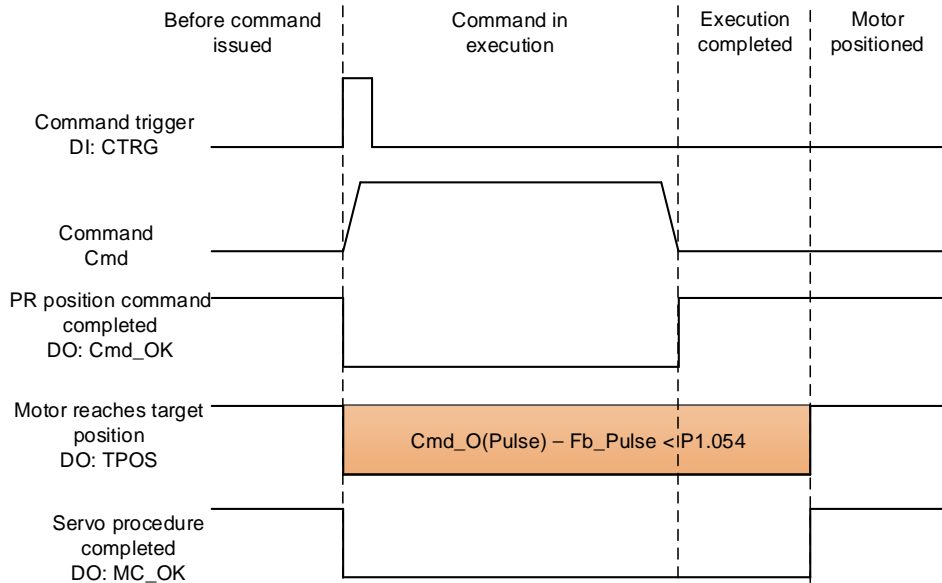 Before command
issued
Command in
execution
Execution
completed
Motor
positioned
Command trigger
DI: CTRG
Command
Cmd
PR position command
completed
DO: Cmd_OK
Motor reaches target
position
DO: TPOS
Cmd_O(Pulse) – Fb_Pulse < P1.054
Servo procedure
completed
DO: MC_OK